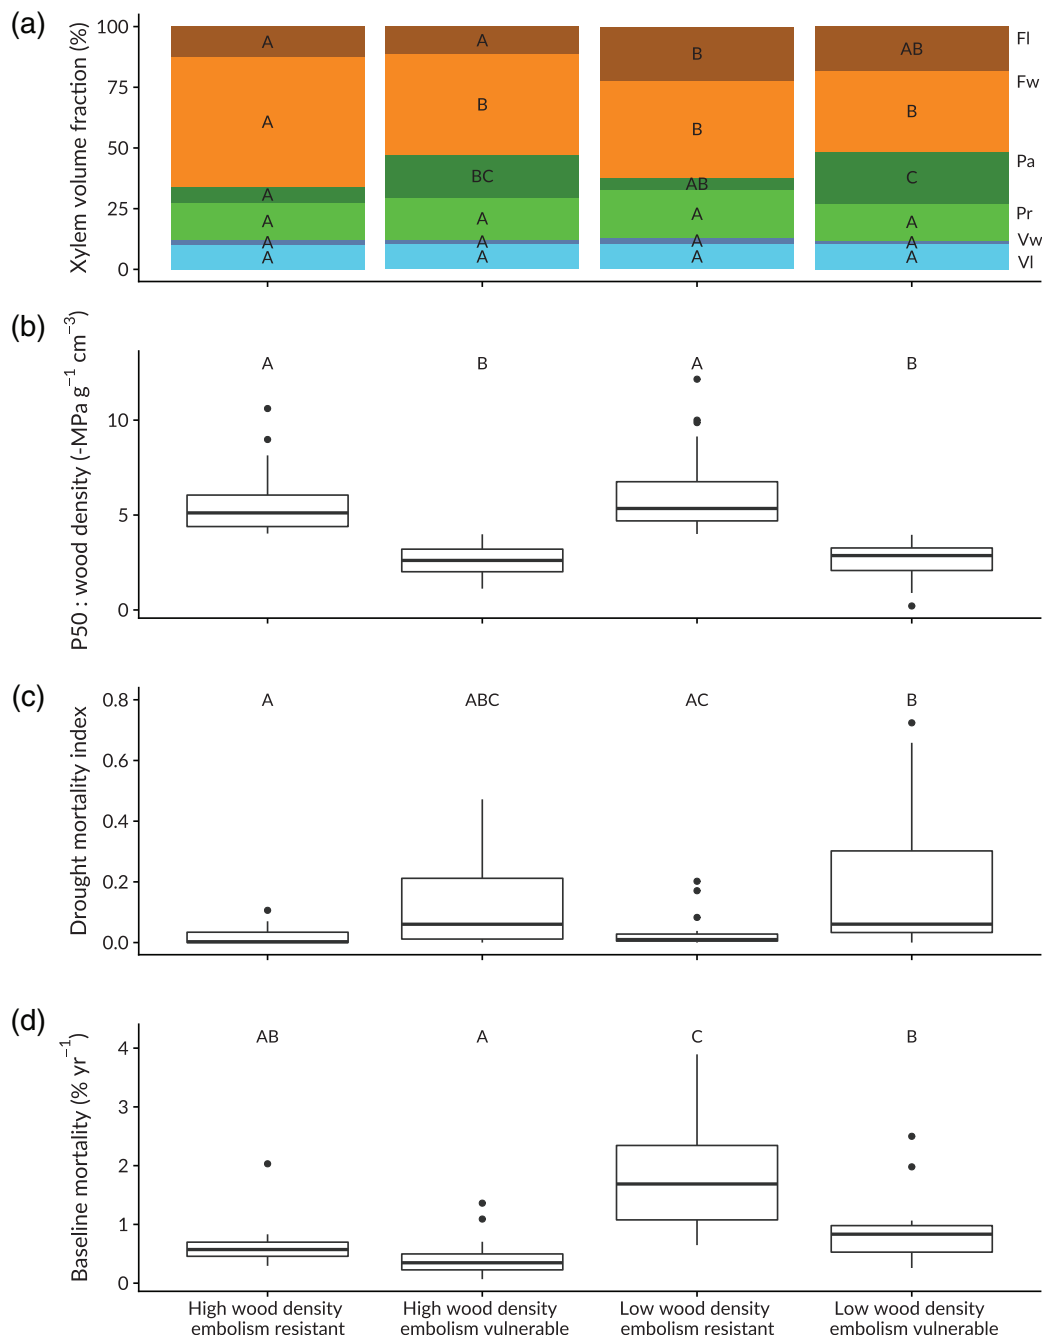 (a)
Xylem volume fraction (%)
100
75
50
25
0
A A B AB
A B B B
A BC AB C
A A A A
A A A A
A A A A
Fl
Fw
Pa
Pr
Vw
Vl
(b)
P50 : wood density (-MPa g⁻¹ cm⁻³)
10
5
0
A B A B
(c)
Drought mortality index
0.8
0.6
0.4
0.2
0.0
A ABC AC B
(d)
Baseline mortality (% yr⁻¹)
4
3
2
1
0
AB A C B
High wood density
embolism resistant
High wood density
embolism vulnerable
Low wood density
embolism resistant
Low wood density
embolism vulnerable